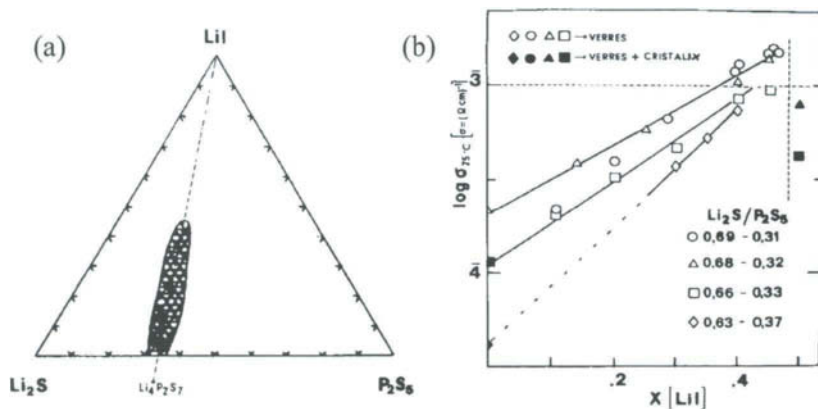 (a)
LiI
Li₂S
Li₄P₂S₇
P₂S₅
(b)
→VERRES
→VERRES + CRISTAUX
log σ25°C [σ=(Ωcm)⁻¹]
3̄
4̄
Li₂S/P₂S₅
0,69 - 0,31
0,68 - 0,32
0,66 - 0,33
0,63 - 0,37
.2
.4
X [LiI]